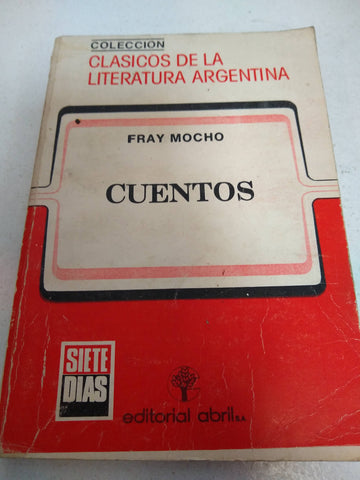 COLECCION
CLASICOS DE LA
LITERATURA ARGENTINA
FRAY MOCHO
CUENTOS
SIETE
DIAS
editorial abril S.A.